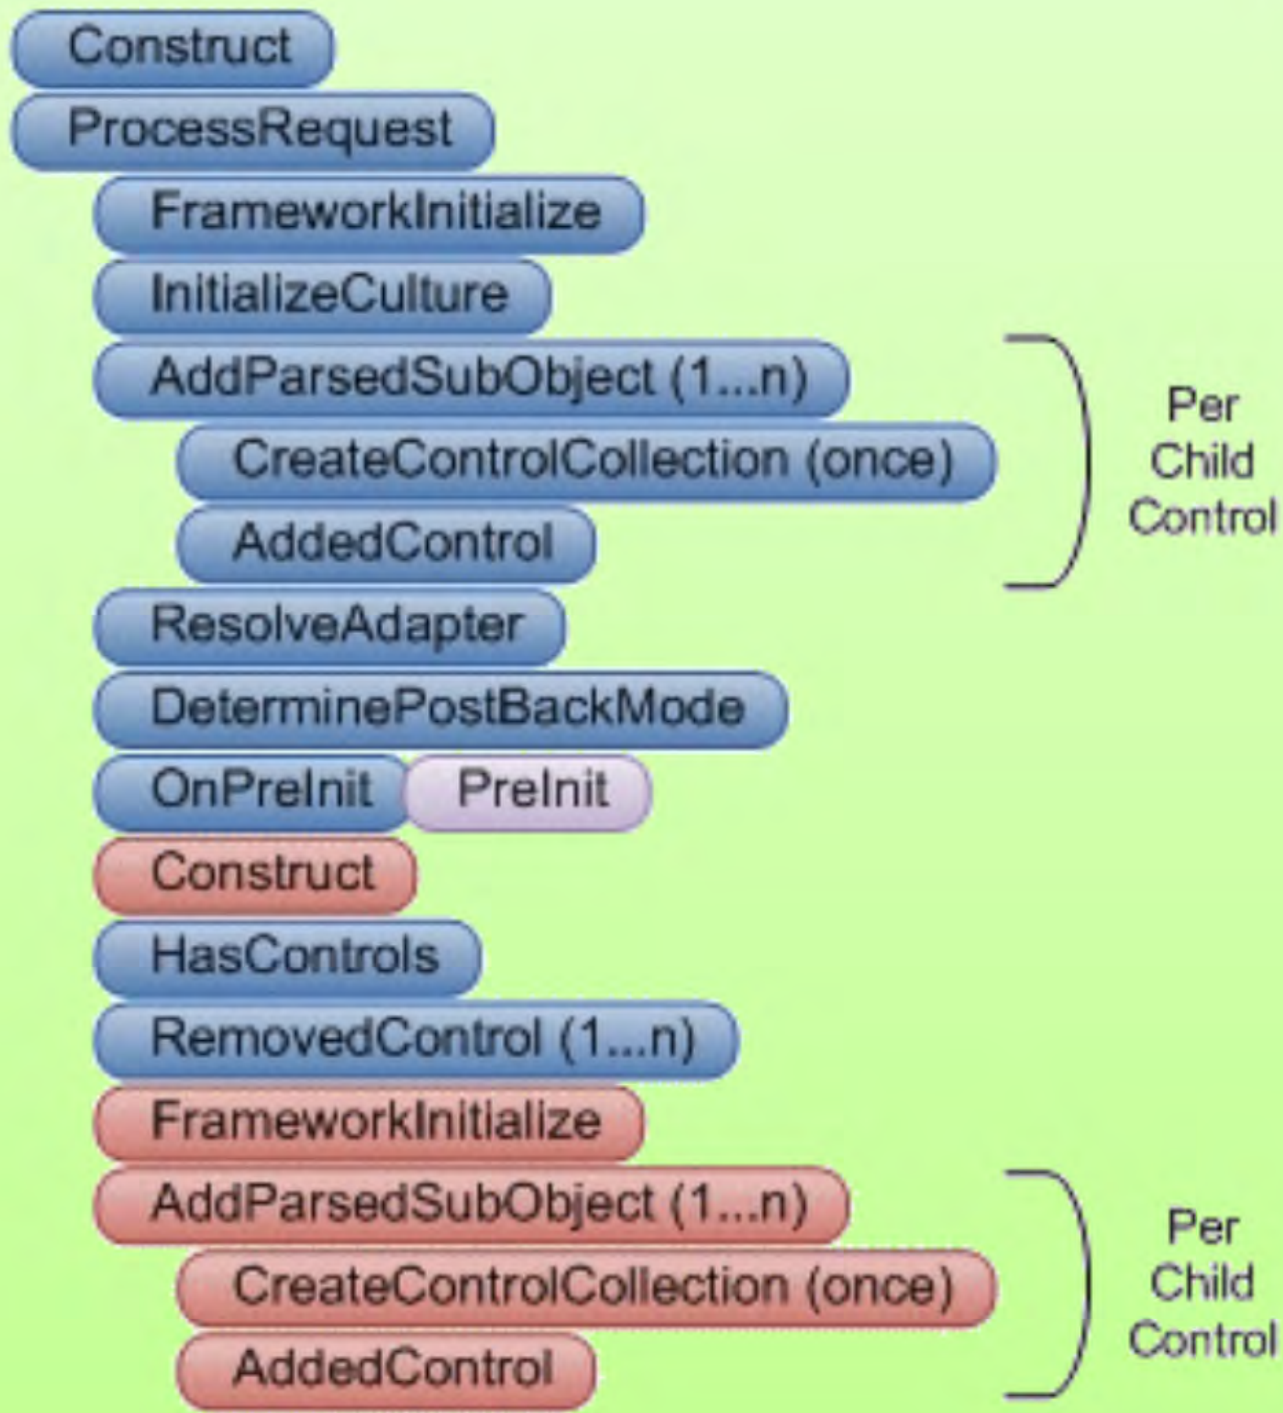 Construct
ProcessRequest
FrameworkInitialize
InitializeCulture
AddParsedSubObject (1...n)
CreateControlCollection (once)
AddedControl
Per
Child
Control
ResolveAdapter
DeterminePostBackMode
OnPreInit PreInit
Construct
HasControls
RemovedControl (1...n)
FrameworkInitialize
AddParsedSubObject (1...n)
CreateControlCollection (once)
AddedControl
Per
Child
Control